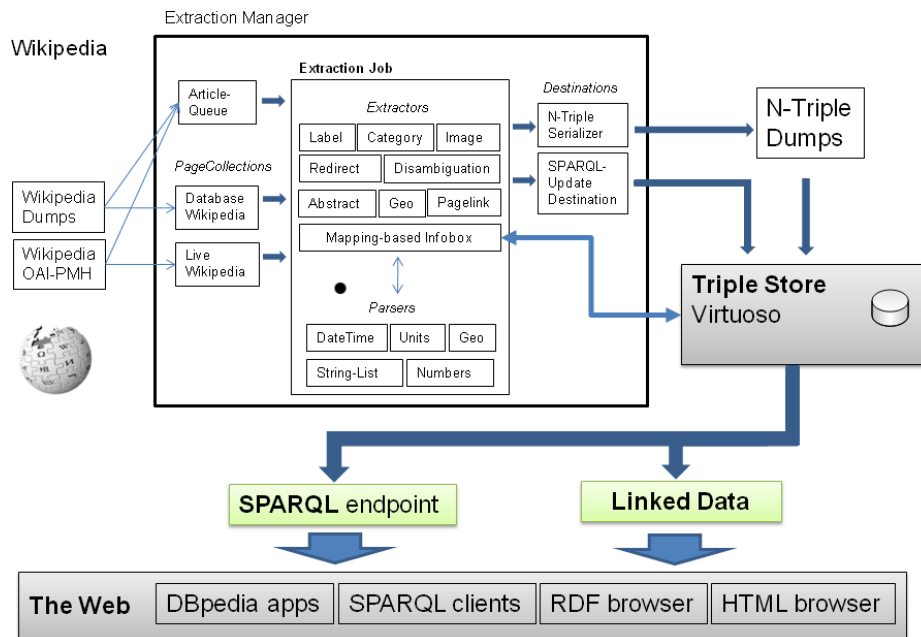 Extraction Manager
Wikipedia
Extraction Job
Article-
Queue
Extractors
Destinations
N-Triple
Serializer
N-Triple
Dumps
Label
Category
Image
Redirect
Disambiguation
PageCollections
SPARQL-
Update
Destination
Wikipedia
Dumps
Database
Wikipedia
Abstract
Geo
Pagelink
Mapping-based Infobox
Wikipedia
OAI-PMH
Live
Wikipedia
Triple Store
Virtuoso
Parsers
DateTime
Units
Geo
String-List
Numbers
SPARQL endpoint
Linked Data
The Web
DBpedia apps
SPARQL clients
RDF browser
HTML browser